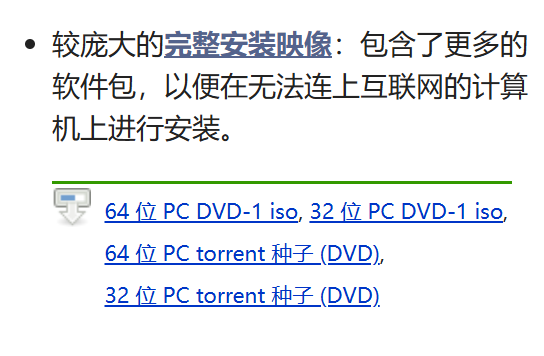 较庞大的完整安装映像：包含了更多的
软件包，以便在无法连上互联网的计算
机上进行安装。
64 位 PC DVD-1 iso, 32 位 PC DVD-1 iso,
64 位 PC torrent 种子 (DVD),
32 位 PC torrent 种子 (DVD)